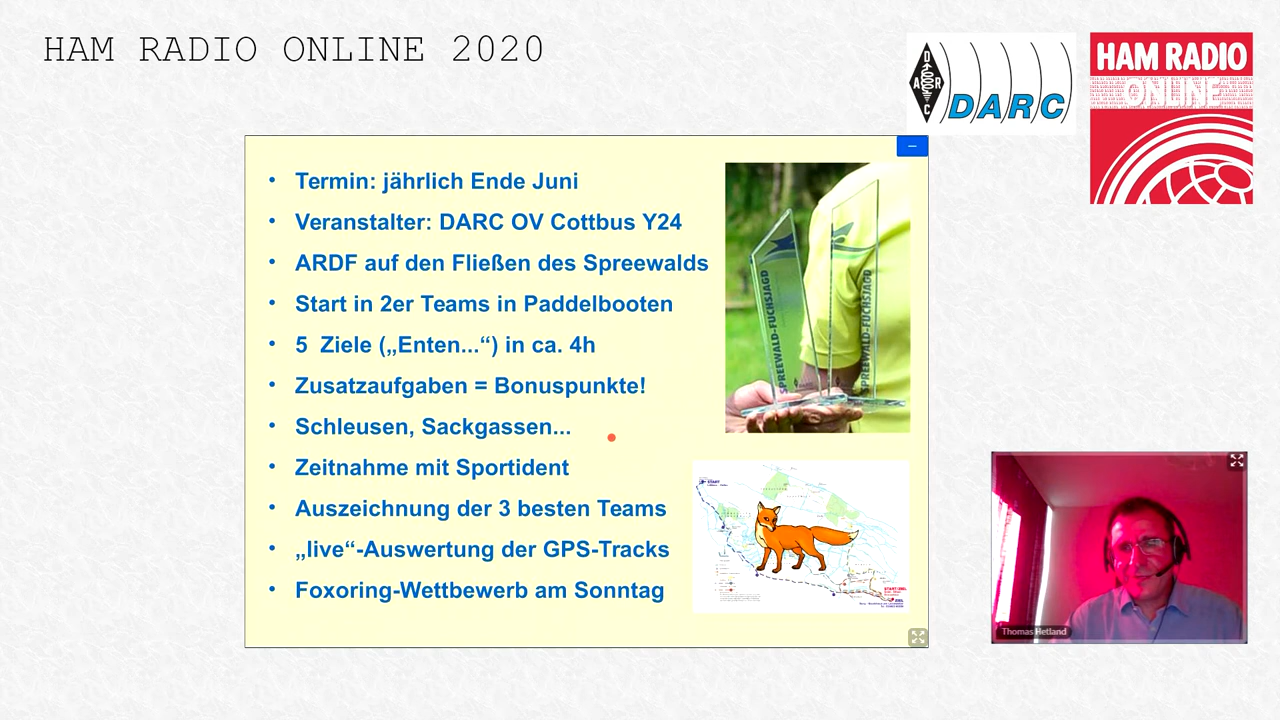 HAM RADIO ONLINE 2020
DARC
DARC
HAM RADIO
ONLINE
• Termin: jährlich Ende Juni
• Veranstalter: DARC OV Cottbus Y24
• ARDF auf den Fließen des Spreewalds
• Start in 2er Teams in Paddelbooten
• 5 Ziele („Enten...“) in ca. 4h
• Zusatzaufgaben = Bonuspunkte!
• Schleusen, Sackgassen...
• Zeitnahme mit Sportident
• Auszeichnung der 3 besten Teams
• „live“-Auswertung der GPS-Tracks
• Foxoring-Wettbewerb am Sonntag
SPREEWALD-FUCHSJAGD
SPREEWALD-FUCHSJAGD
START
ZIEL
Thomas Hetland